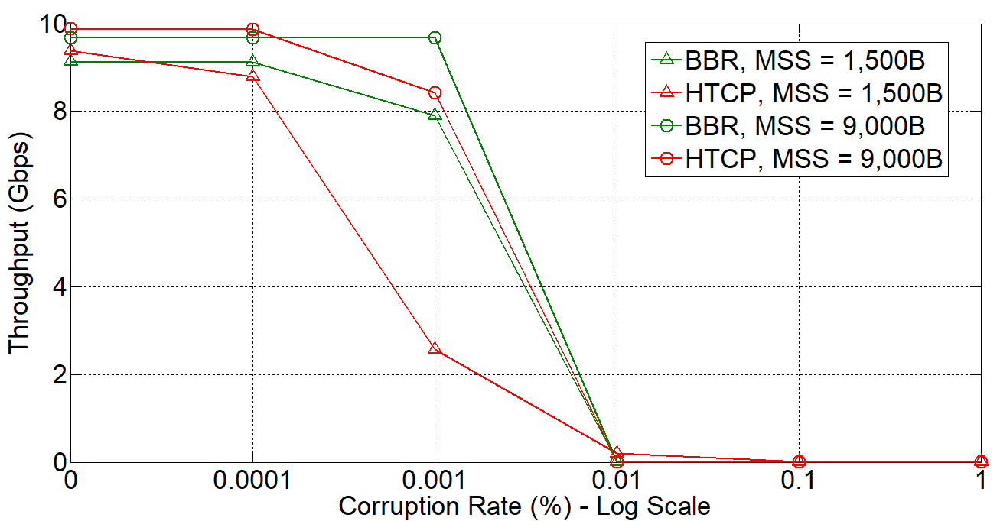 10
8
6
4
2
0
Throughput (Gbps)
BBR, MSS = 1,500B
HTCP, MSS = 1,500B
BBR, MSS = 9,000B
HTCP, MSS = 9,000B
0 0.0001 0.001 0.01 0.1 1
Corruption Rate (%) - Log Scale